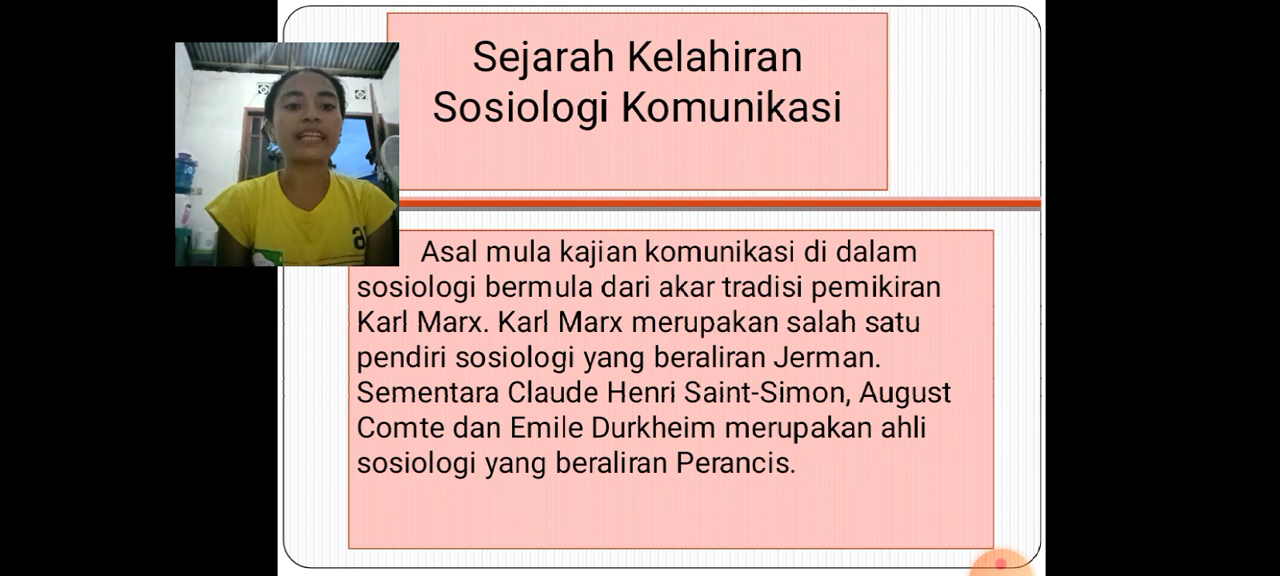 Sejarah Kelahiran
Sosiologi Komunikasi
Asal mula kajian komunikasi di dalam
sosiologi bermula dari akar tradisi pemikiran
Karl Marx. Karl Marx merupakan salah satu
pendiri sosiologi yang beraliran Jerman.
Sementara Claude Henri Saint-Simon, August
Comte dan Emile Durkheim merupakan ahli
sosiologi yang beraliran Perancis.